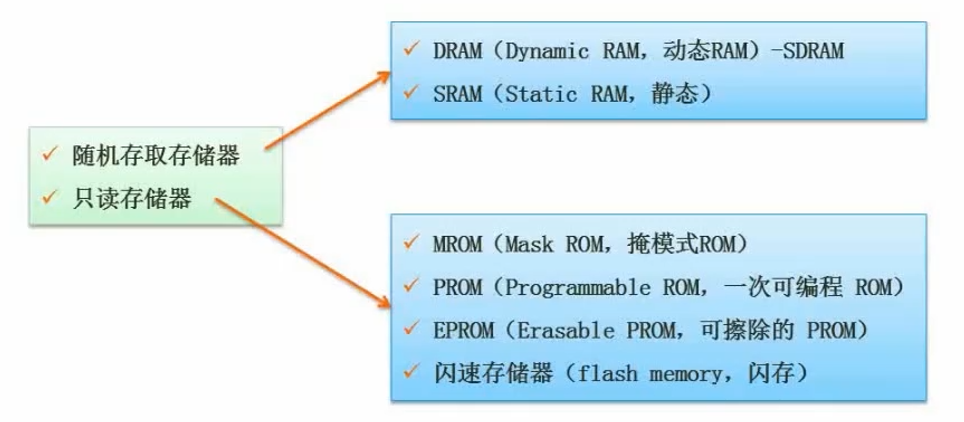 随机存取存储器
只读存储器
DRAM（Dynamic RAM，动态RAM）-SDRAM
SRAM（Static RAM，静态）
MROM（Mask ROM，掩模式ROM）
PROM（Programmable ROM，一次可编程 ROM）
EPROM（Erasable PROM，可擦除的 PROM）
闪速存储器（flash memory，闪存）